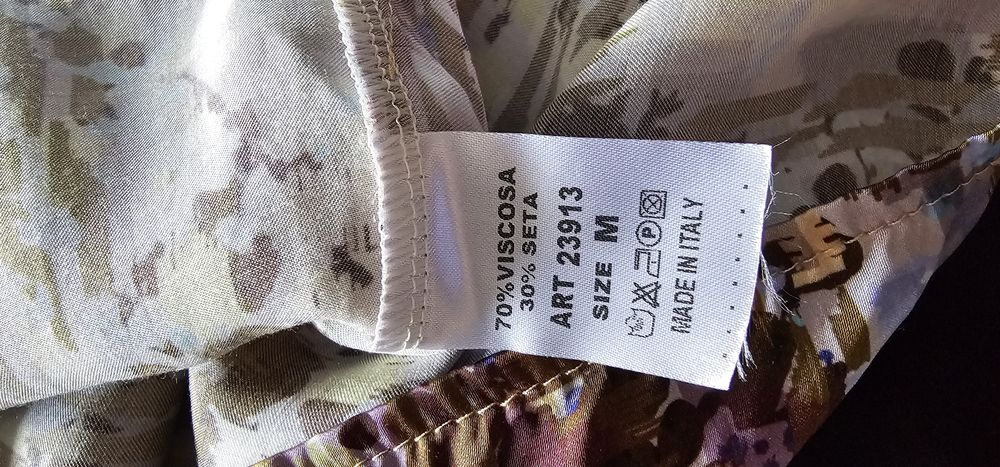 70%VISCOSA
30% SETA
ART 23913
SIZE M
P
MADE IN ITALY